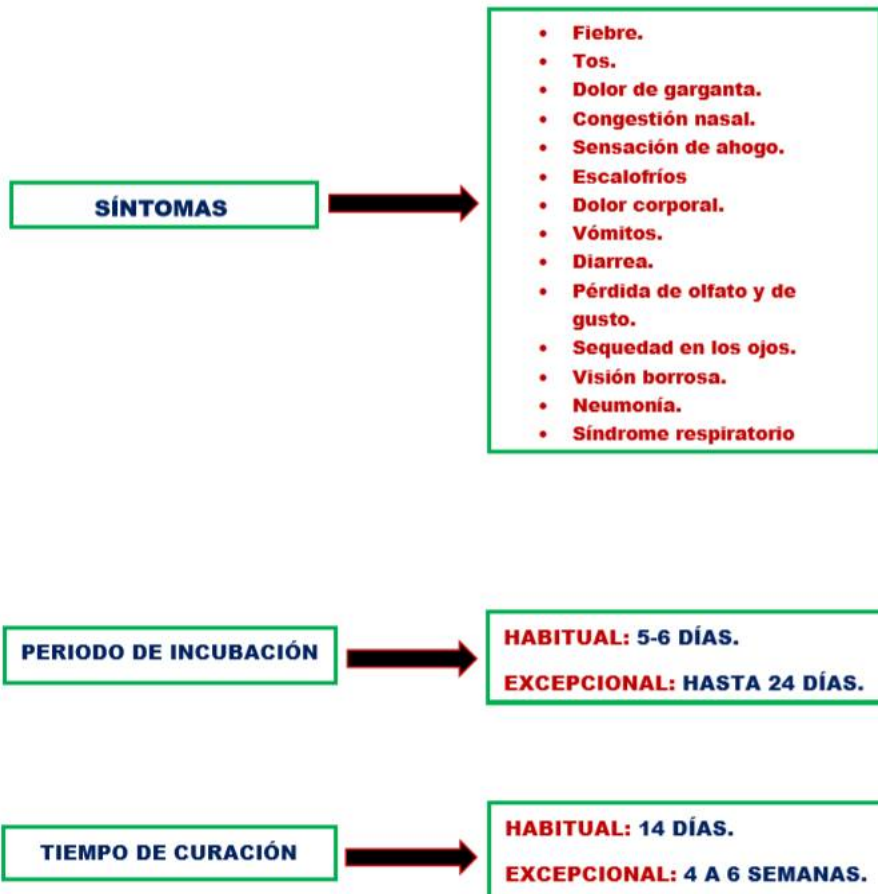 SÍNTOMAS
• Fiebre.
• Tos.
• Dolor de garganta.
• Congestión nasal.
• Sensación de ahogo.
• Escalofríos
• Dolor corporal.
• Vómitos.
• Diarrea.
• Pérdida de olfato y de
gusto.
• Sequedad en los ojos.
• Visión borrosa.
• Neumonía.
• Síndrome respiratorio
PERIODO DE INCUBACIÓN
HABITUAL: 5-6 DÍAS.
EXCEPCIONAL: HASTA 24 DÍAS.
TIEMPO DE CURACIÓN
HABITUAL: 14 DÍAS.
EXCEPCIONAL: 4 A 6 SEMANAS.